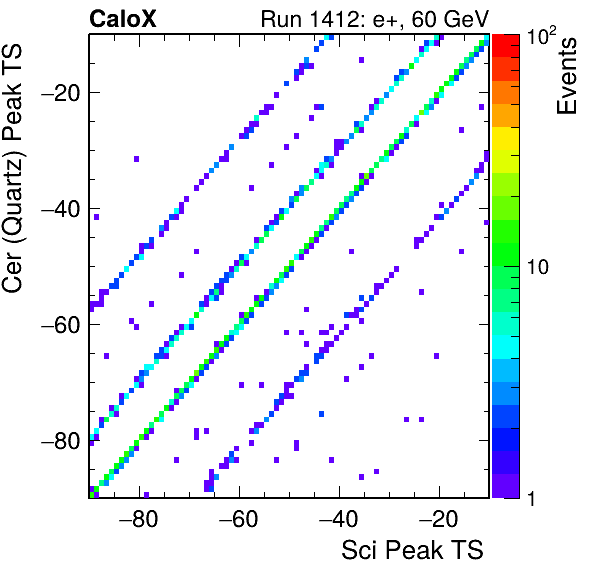 CaloX Run 1412: e+, 60 GeV
Cer (Quartz) Peak TS
−20
−40
−60
−80
−80 −60 −40 −20
Sci Peak TS
10²
10
1
Events